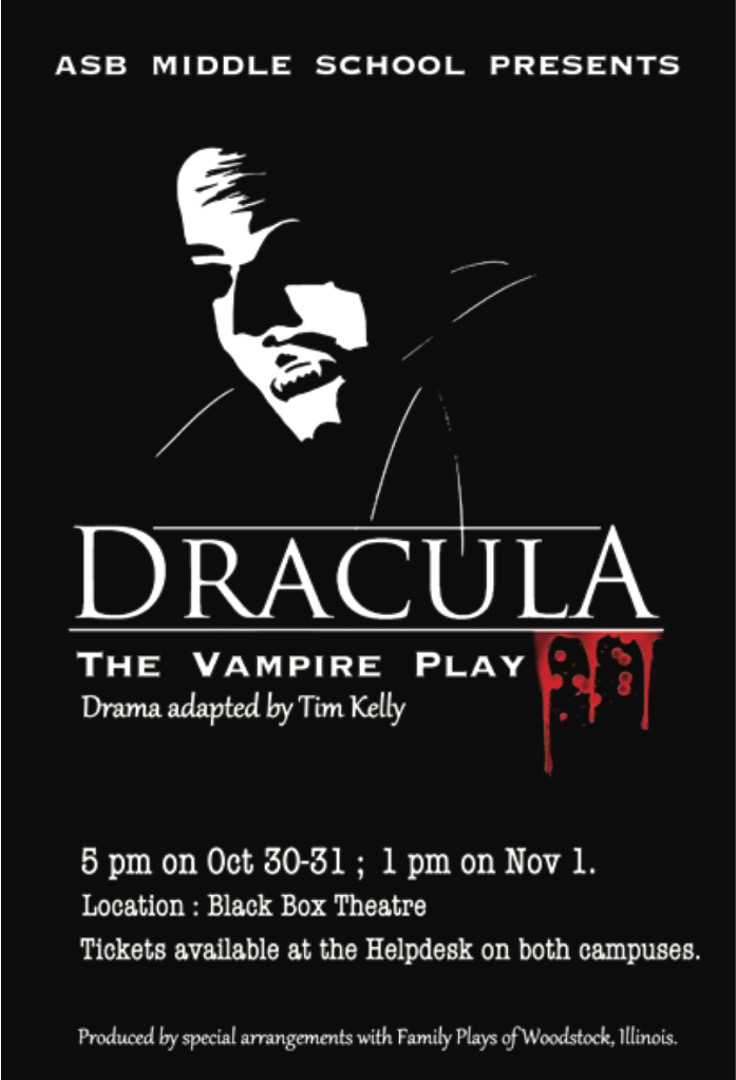 ASB MIDDLE SCHOOL PRESENTS
DRACULA
THE VAMPIRE PLAY
Drama adapted by Tim Kelly
5 pm on Oct 30-31 ; 1 pm on Nov 1.
Location : Black Box Theatre
Tickets available at the Helpdesk on both campuses.
Produced by special arrangements with Family Plays of Woodstock, Illinois.